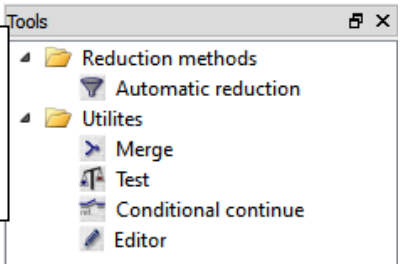 Tools
Reduction methods
Automatic reduction
Utilites
Merge
Test
Conditional continue
Editor